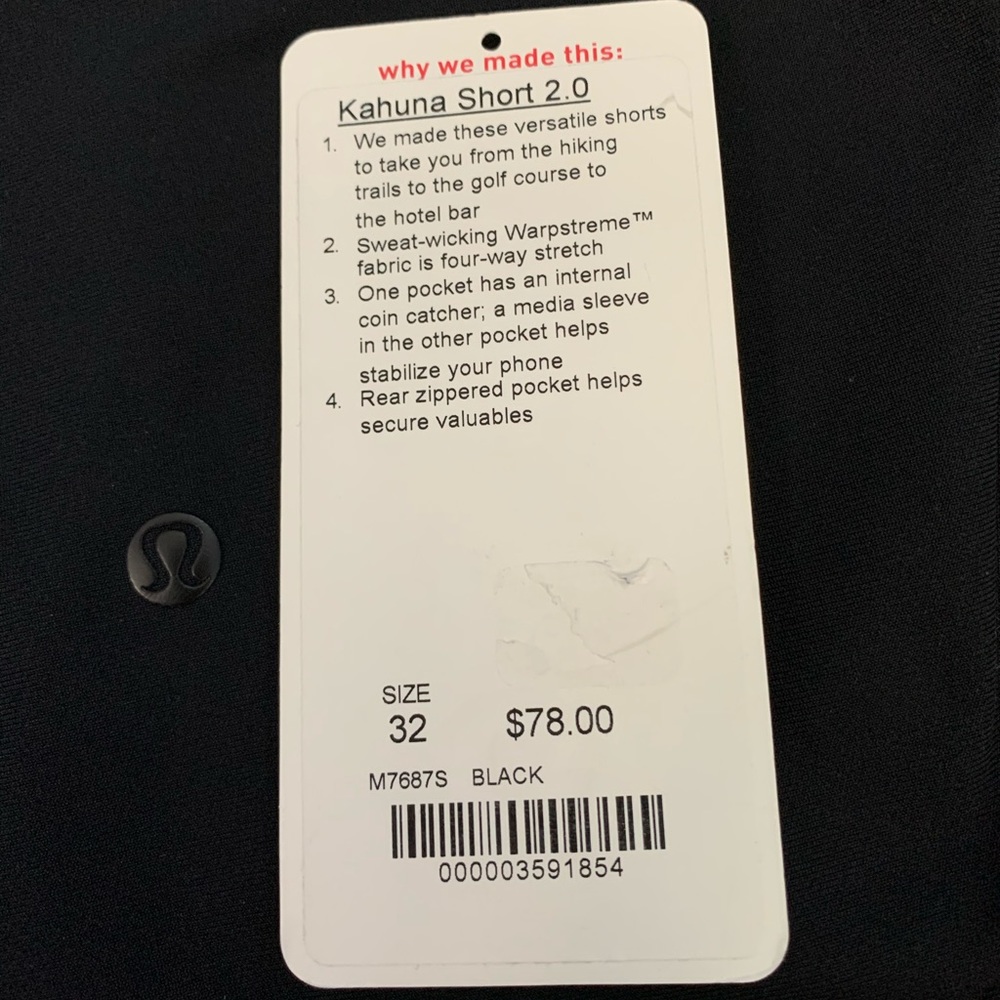 why we made this:
Kahuna Short 2.0
1. We made these versatile shorts
to take you from the hiking
trails to the golf course to
the hotel bar
2. Sweat-wicking Warpstreme™
fabric is four-way stretch
3. One pocket has an internal
coin catcher; a media sleeve
in the other pocket helps
stabilize your phone
4. Rear zippered pocket helps
secure valuables
SIZE
32 $78.00
M7687S BLACK
000003591854